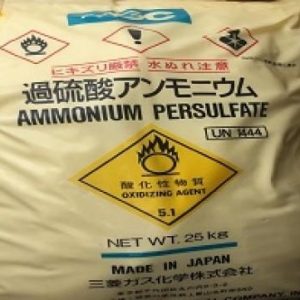 ヒキズリ厳禁 水ぬれ注意
過硫酸アンモニウム
AMMONIUM PERSULFATE
UN 1444
酸化性物質
OXIDIZING AGENT
5.1
NET WT. 25 KG
MADE IN JAPAN
三菱ガス化学株式会社